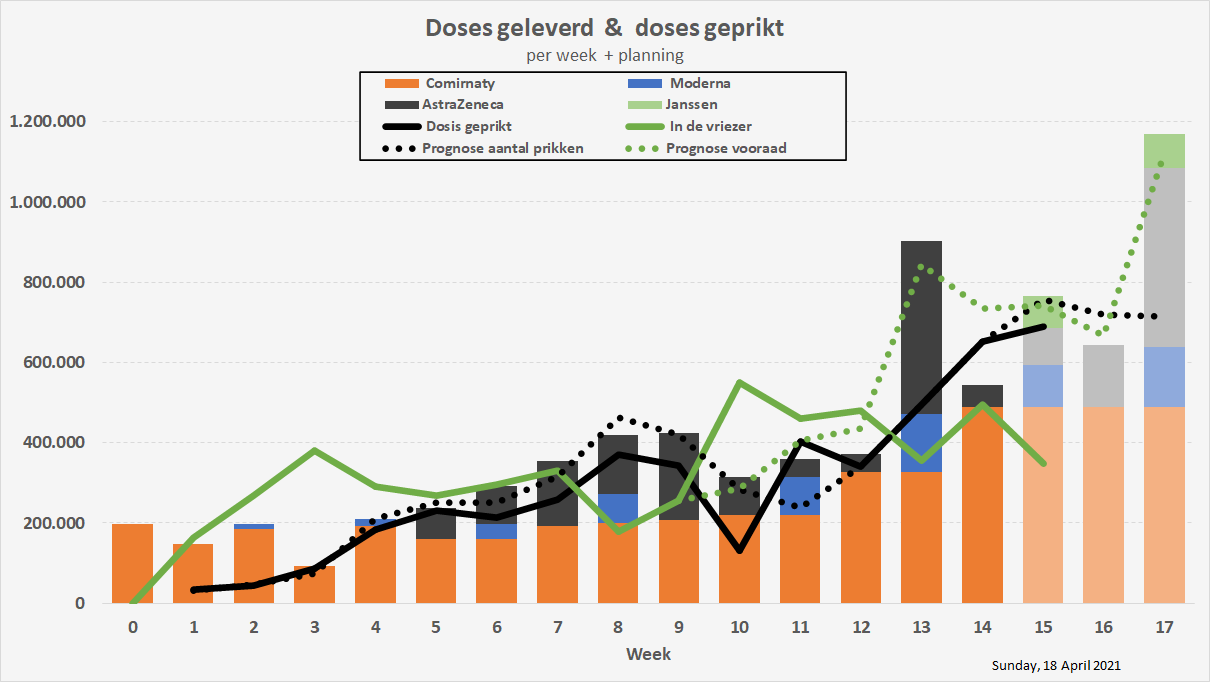 Doses geleverd & doses geprikt
per week + planning
Comirnaty Moderna
AstraZeneca Janssen
Dosis geprikt In de vriezer
Prognose aantal prikken Prognose vooraad
1.200.000
1.000.000
800.000
600.000
400.000
200.000
0
0 1 2 3 4 5 6 7 8 9 10 11 12 13 14 15 16 17
Week
Sunday, 18 April 2021